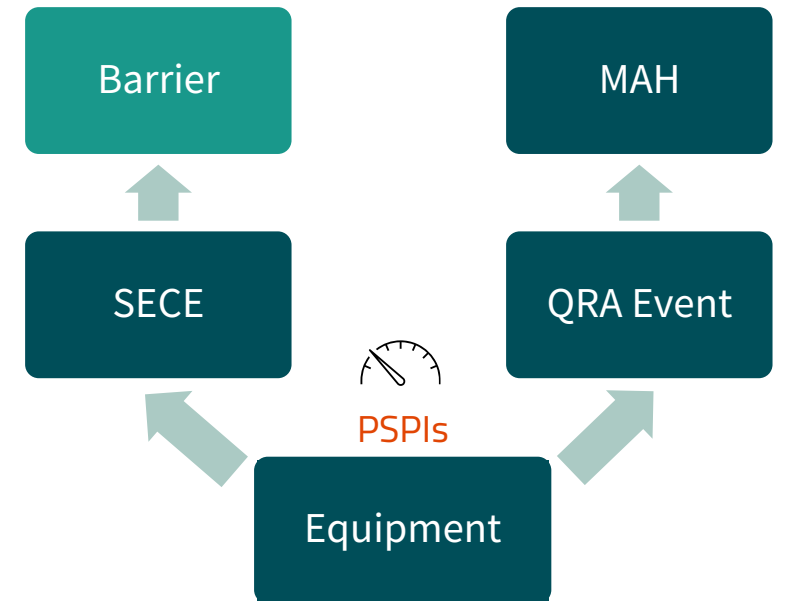 Barrier
MAH
SECE
QRA Event
PSPIs
Equipment